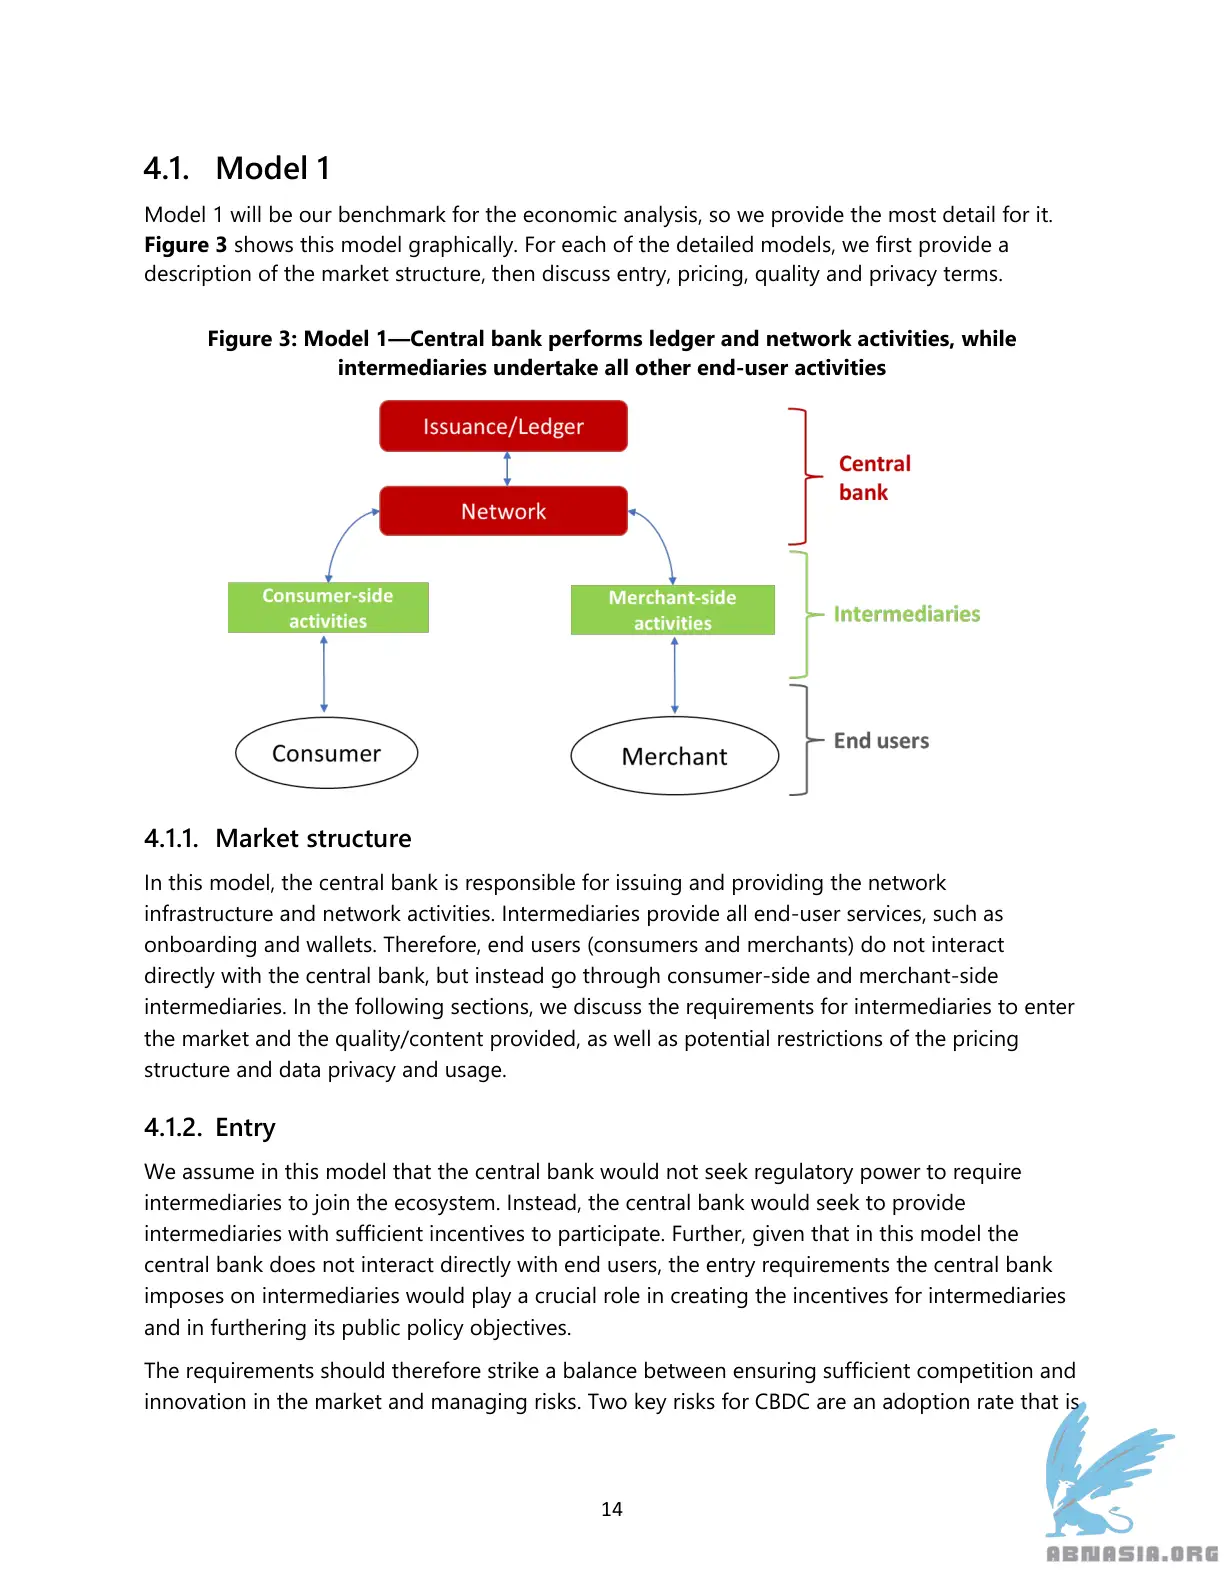 4.1. Model 1
Model 1 will be our benchmark for the economic analysis, so we provide the most detail for it.
Figure 3 shows this model graphically. For each of the detailed models, we first provide a
description of the market structure, then discuss entry, pricing, quality and privacy terms.
Figure 3: Model 1—Central bank performs ledger and network activities, while
intermediaries undertake all other end-user activities
Issuance/Ledger
Central
bank
Network
Consumer-side
activities
Merchant-side
activities
Intermediaries
Consumer
Merchant
End users
4.1.1. Market structure
In this model, the central bank is responsible for issuing and providing the network
infrastructure and network activities. Intermediaries provide all end-user services, such as
onboarding and wallets. Therefore, end users (consumers and merchants) do not interact
directly with the central bank, but instead go through consumer-side and merchant-side
intermediaries. In the following sections, we discuss the requirements for intermediaries to enter
the market and the quality/content provided, as well as potential restrictions of the pricing
structure and data privacy and usage.
4.1.2. Entry
We assume in this model that the central bank would not seek regulatory power to require
intermediaries to join the ecosystem. Instead, the central bank would seek to provide
intermediaries with sufficient incentives to participate. Further, given that in this model the
central bank does not interact directly with end users, the entry requirements the central bank
imposes on intermediaries would play a crucial role in creating the incentives for intermediaries
and in furthering its public policy objectives.
The requirements should therefore strike a balance between ensuring sufficient competition and
innovation in the market and managing risks. Two key risks for CBDC are an adoption rate that is
14
ABNASIA.ORG